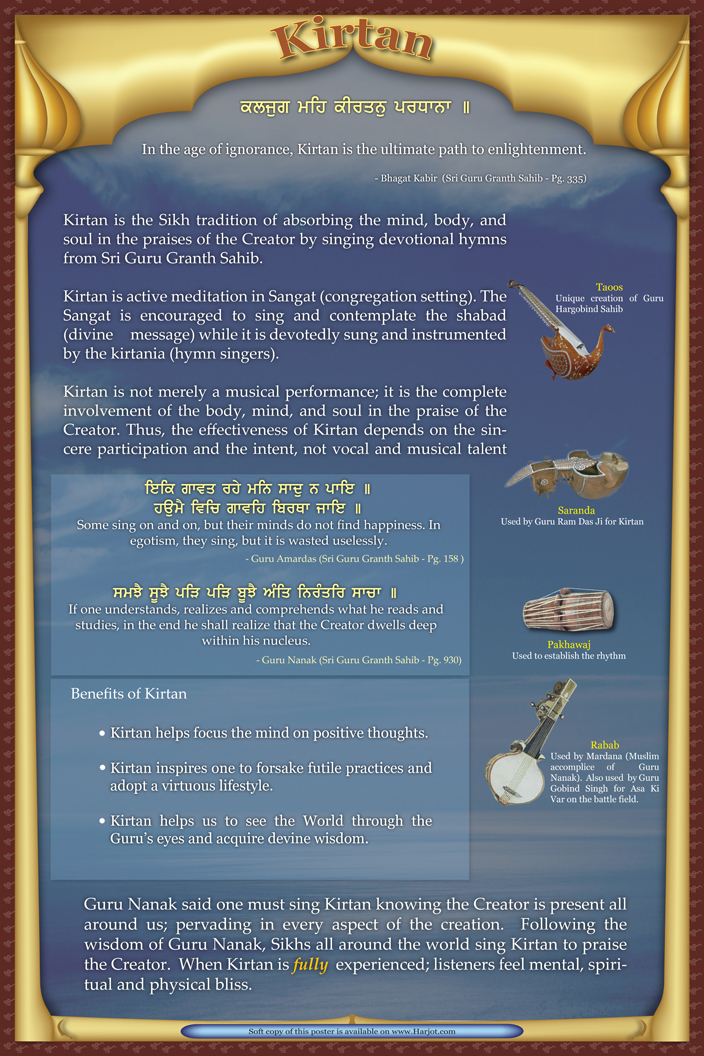 Kirtan
ਕਲਜੁਗ ਮਹਿ ਕੀਰਤਨੁ ਪਰਧਾਨਾ ॥
In the age of ignorance, Kirtan is the ultimate path to enlightenment.
- Bhagat Kabir (Sri Guru Granth Sahib - Pg. 335)
Kirtan is the Sikh tradition of absorbing the mind, body, and
soul in the praises of the Creator by singing devotional hymns
from Sri Guru Granth Sahib.
Kirtan is active meditation in Sangat (congregation setting). The
Sangat is encouraged to sing and contemplate the shabad
(divine message) while it is devotedly sung and instrumented
by the kirtania (hymn singers).
Kirtan is not merely a musical performance; it is the complete
involvement of the body, mind, and soul in the praise of the
Creator. Thus, the effectiveness of Kirtan depends on the sin-
cere participation and the intent, not vocal and musical talent
Taoos
Unique creation of Guru
Hargobind Sahib
Saranda
Used by Guru Ram Das Ji for Kirtan
Pakhawaj
Used to establish the rhythm
Rabab
Used by Mardana (Muslim
accomplice of Guru
Nanak). Also used by Guru
Gobind Singh for Asa Ki
Var on the battle field.
ਇਕਿ ਗਾਵਤ ਰਹੇ ਮਨਿ ਸਾਦੁ ਨ ਪਾਇ ॥
ਹਉਮੈ ਵਿਚਿ ਗਾਵਹਿ ਬਿਰਥਾ ਜਾਇ ॥
Some sing on and on, but their minds do not find happiness. In
egotism, they sing, but it is wasted uselessly.
- Guru Amardas (Sri Guru Granth Sahib - Pg. 158 )
ਸਮਝੈ ਸੂਝੈ ਪੜਿ ਪੜਿ ਬੂਝੈ ਅੰਤਿ ਨਿਰੰਤਰਿ ਸਾਚਾ ॥
If one understands, realizes and comprehends what he reads and
studies, in the end he shall realize that the Creator dwells deep
within his nucleus.
- Guru Nanak (Sri Guru Granth Sahib - Pg. 930)
Benefits of Kirtan
• Kirtan helps focus the mind on positive thoughts.
• Kirtan inspires one to forsake futile practices and
adopt a virtuous lifestyle.
• Kirtan helps us to see the World through the
Guru's eyes and acquire devine wisdom.
Guru Nanak said one must sing Kirtan knowing the Creator is present all
around us; pervading in every aspect of the creation. Following the
wisdom of Guru Nanak, Sikhs all around the world sing Kirtan to praise
the Creator. When Kirtan is fully experienced; listeners feel mental, spiri-
tual and physical bliss.
Soft copy of this poster is available on www.Harjot.com